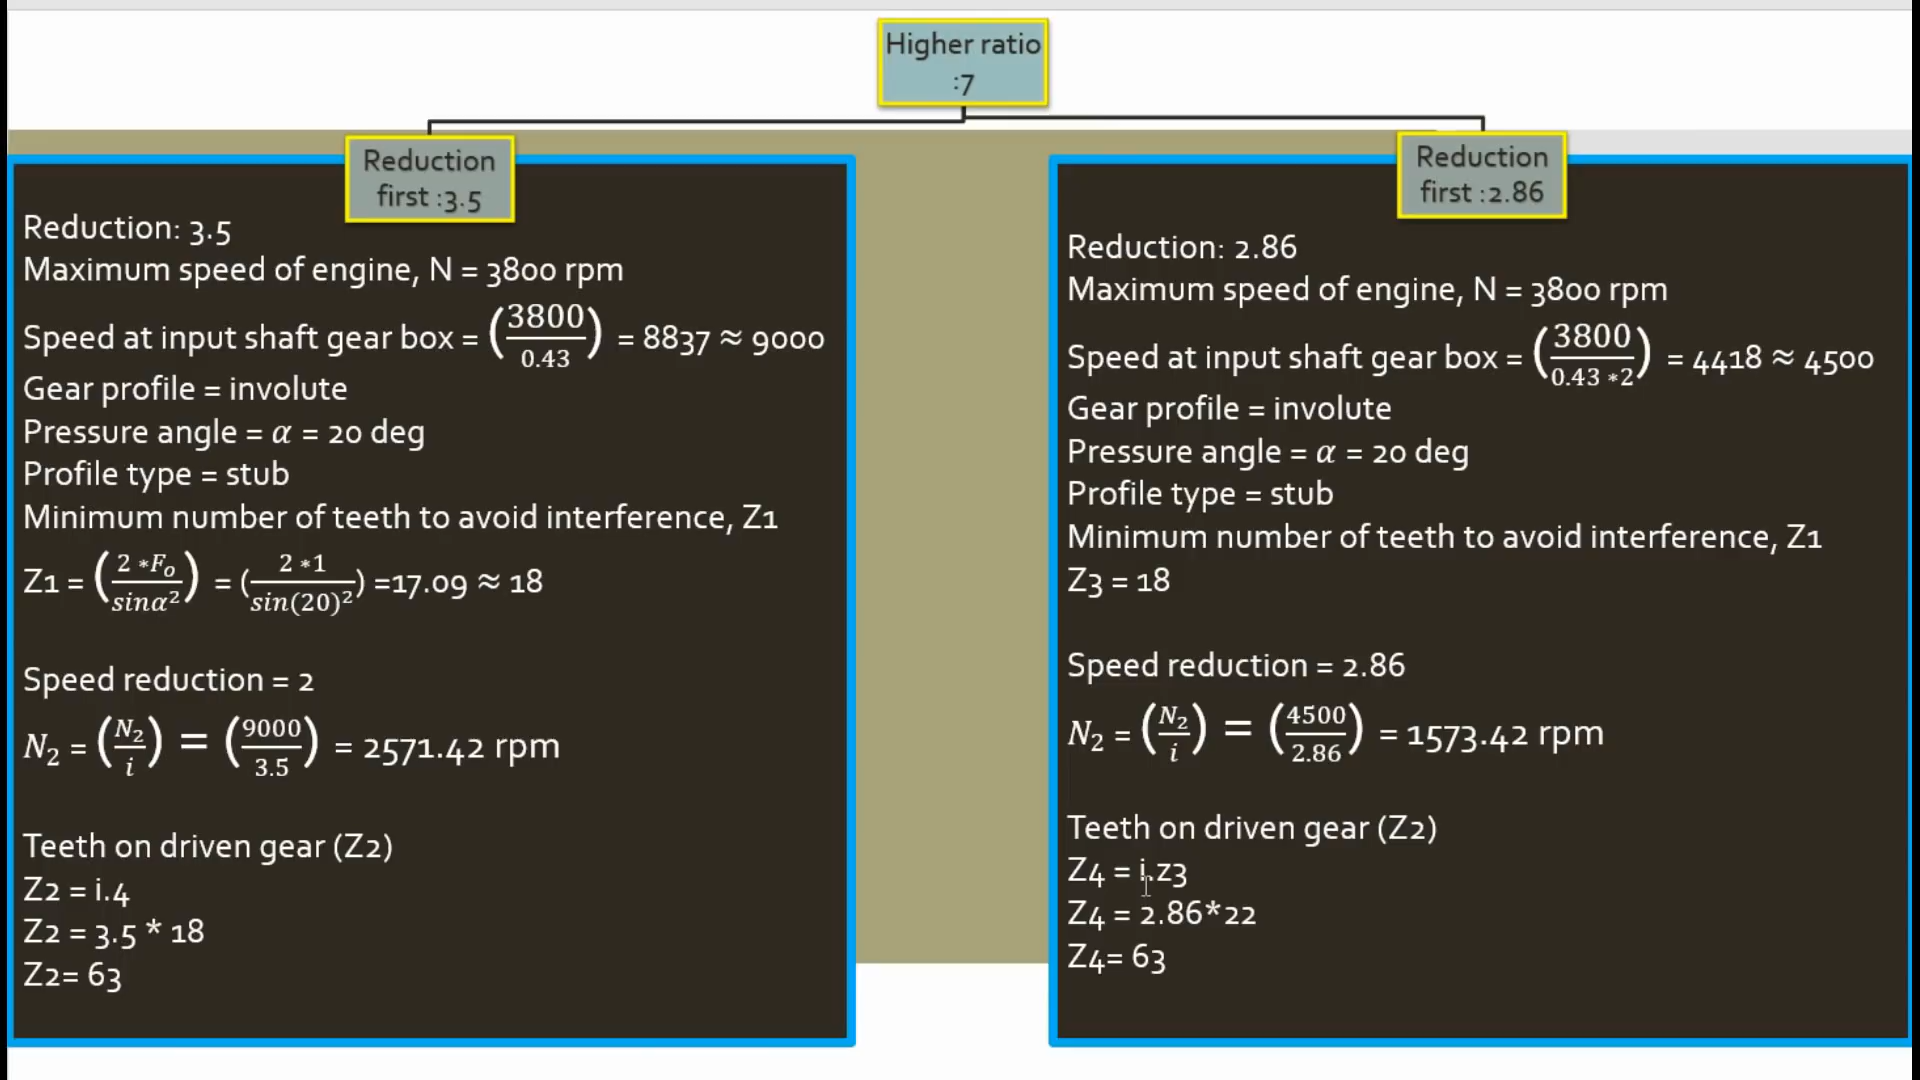 Higher ratio
:7
Reduction
first :3.5
Reduction: 3.5
Maximum speed of engine, N = 3800 rpm
Speed at input shaft gear box = (3800/0.43) = 8837 ≈ 9000
Gear profile = involute
Pressure angle = α = 20 deg
Profile type = stub
Minimum number of teeth to avoid interference, Z1
Z1 = (2 *Fₒ/sinα²) = (2 *1/sin(20)²) =17.09 ≈ 18
Speed reduction = 2
N₂ = (N₂/i) = (9000/3.5) = 2571.42 rpm
Teeth on driven gear (Z2)
Z2 = i.4
Z2 = 3.5 * 18
Z2= 63
Reduction
first :2.86
Reduction: 2.86
Maximum speed of engine, N = 3800 rpm
Speed at input shaft gear box = (3800/0.43 *2) = 4418 ≈ 4500
Gear profile = involute
Pressure angle = α = 20 deg
Profile type = stub
Minimum number of teeth to avoid interference, Z1
Z3 = 18
Speed reduction = 2.86
N₂ = (N₂/i) = (4500/2.86) = 1573.42 rpm
Teeth on driven gear (Z2)
Z4 = i.z3
Z4 = 2.86*22
Z4= 63